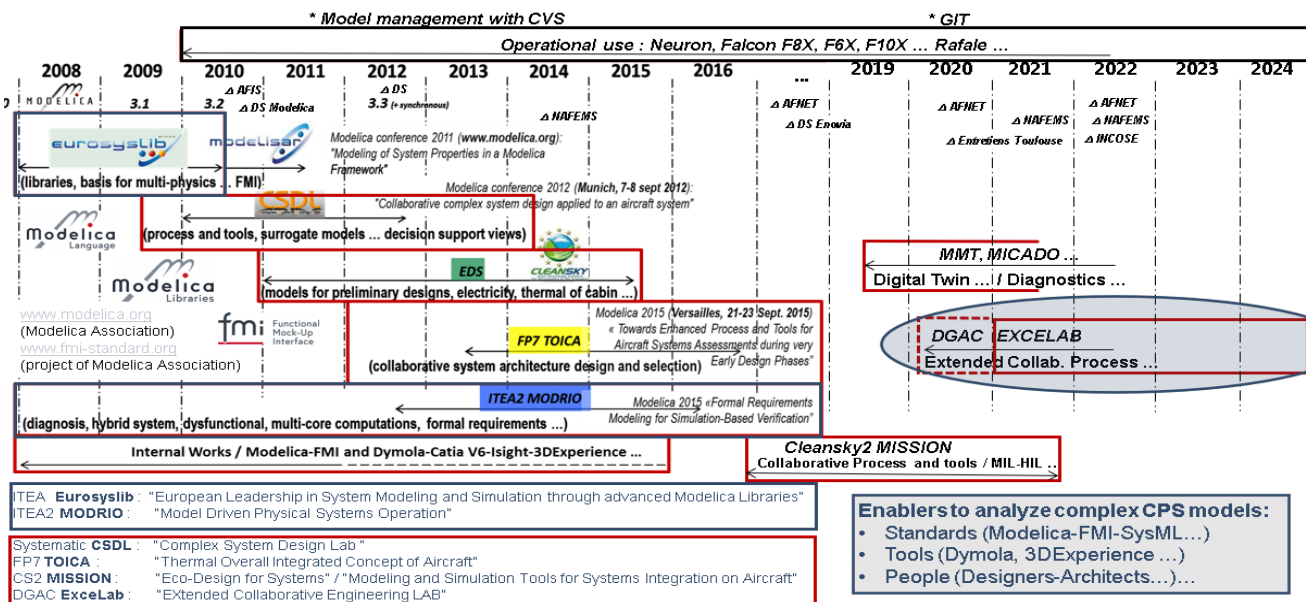 * Model management with CVS
* GIT
Operational use : Neuron, Falcon F8X, F6X, F10X ... Rafale ...
2008 2009 2010 2011 2012 2013 2014 2015 2016 ... 2019 2020 2021 2022 2023 2024
MODELICA 3.1 3.2
Δ AFIS
Δ DS Modelica
Δ DS
3.3 (+ synchronous)
Δ NAFEMS
Δ AFNET
Δ DS Enovia
Δ AFNET
Δ NAFEMS
Δ Entretiens Toulouse
Δ AFNET
Δ NAFEMS
Δ INCOSE
eurosyslib
modelisar
(libraries, basis for multi-physics ... FMI)
Modelica conference 2011 (www.modelica.org):
"Modeling of System Properties in a Modelica
Framework"
Modelica conference 2012 (Munich, 7-8 sept 2012):
"Collaborative complex system design applied to an aircraft system"
CSDL
(process and tools, surrogate models ... decision support views)
Modelica
Language
EDS
CLEANSKY
(models for preliminary designs, electricity, thermal of cabin ...)
MMT, MICADO ...
Digital Twin ... / Diagnostics ...
Modelica
Libraries
www.modelica.org
(Modelica Association)
www.fmi-standard.org
(project of Modelica Association)
fmi Functional
Mock-Up
Interface
Modelica 2015 (Versailles, 21-23 Sept. 2015)
« Towards Enhanced Process and Tools for
Aircraft Systems Assessments during very
Early Design Phases"
FP7 TOICA
(collaborative system architecture design and selection)
DGAC EXCELAB
Extended Collab. Process ...
ITEA2 MODRIO
Modelica 2015 «Formal Requirements
Modeling for Simulation-Based Verification"
(diagnosis, hybrid system, dysfunctional, multi-core computations, formal requirements ...)
Internal Works / Modelica-FMI and Dymola-Catia V6-Isight-3DExperience ...
Cleansky2 MISSION
Collaborative Process and tools / MIL-HIL ..
ITEA Eurosyslib : "European Leadership in System Modeling and Simulation through advanced Modelica Libraries"
ITEA2 MODRIO : "Model Driven Physical Systems Operation"
Systematic CSDL : "Complex System Design Lab "
FP7 TOICA : "Thermal Overall Integrated Concept of Aircraft"
CS2 MISSION : "Eco-Design for Systems" / "Modeling and Simulation Tools for Systems Integration on Aircraft"
DGAC ExceLab : "EXtended Collaborative Engineering LAB"
Enablers to analyze complex CPS models:
• Standards (Modelica-FMI-SysML...)
• Tools (Dymola, 3DExperience ...)
• People (Designers-Architects...)...